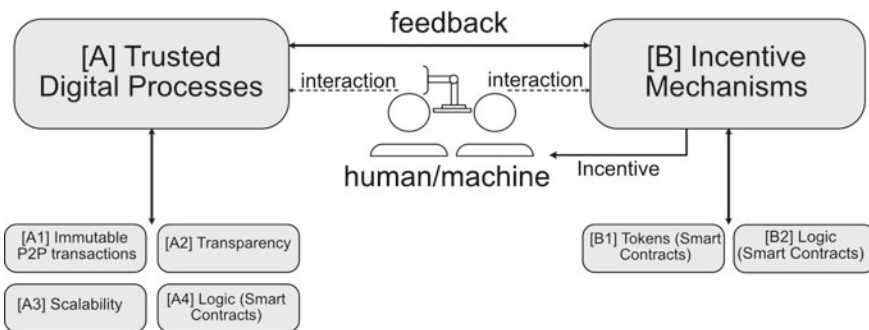 feedback
[A] Trusted
Digital Processes
interaction
interaction
[B] Incentive
Mechanisms
human/machine
Incentive
[A1] Immutable
P2P transactions
[A2] Transparency
[A3] Scalability
[A4] Logic (Smart
Contracts)
[B1] Tokens (Smart
Contracts)
[B2] Logic
(Smart Contracts)